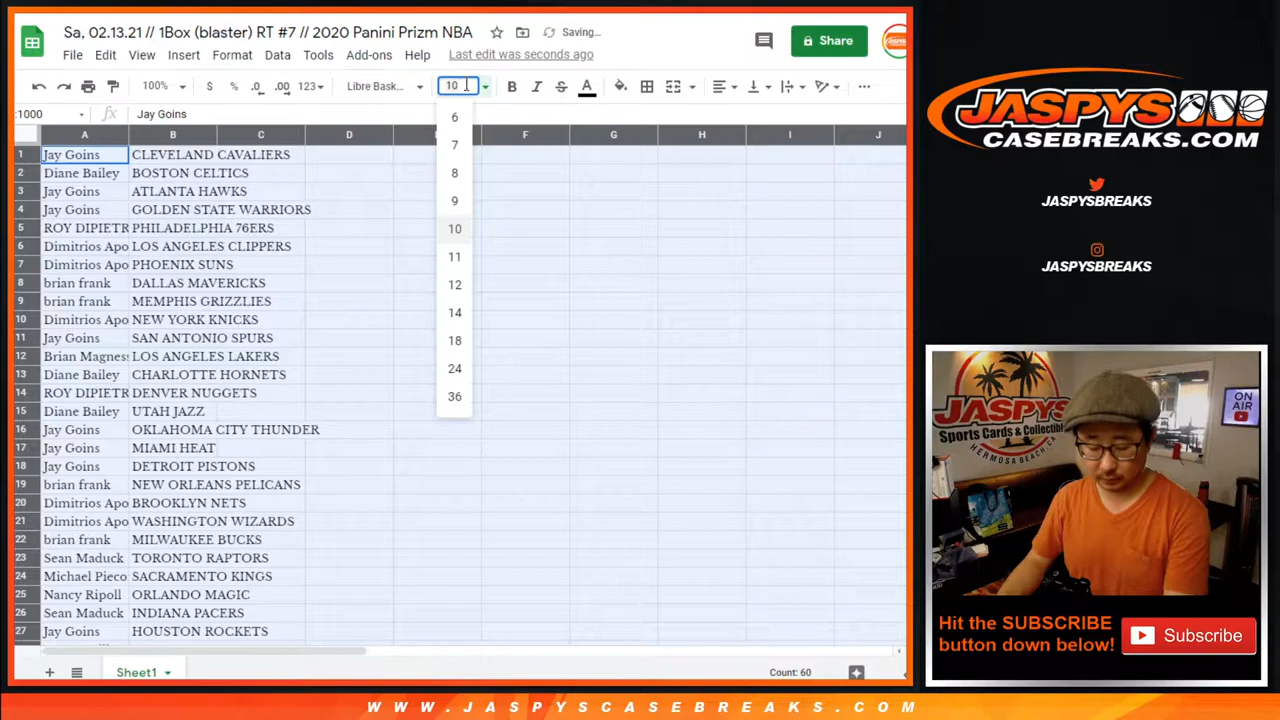 Sa, 02.13.21 // 1Box (blaster) RT #7 // 2020 Panini Prizm NBA
Saving...
Share
File Edit View Insert Format Data Tools Add-ons Help Last edit was seconds ago
100% $ % .0 .00 123 Libre Bask... 10 B I S A
:1000 fx Jay Goins
A B C D F G H I J
1 Jay Goins CLEVELAND CAVALIERS
2 Diane Bailey BOSTON CELTICS
3 Jay Goins ATLANTA HAWKS
4 Jay Goins GOLDEN STATE WARRIORS
5 ROY DIPIETR PHILADELPHIA 76ERS
6 Dimitrios Apo LOS ANGELES CLIPPERS
7 Dimitrios Apo PHOENIX SUNS
8 brian frank DALLAS MAVERICKS
9 brian frank MEMPHIS GRIZZLIES
10 Dimitrios Apo NEW YORK KNICKS
11 Jay Goins SAN ANTONIO SPURS
12 Brian Magness LOS ANGELES LAKERS
13 Diane Bailey CHARLOTTE HORNETS
14 ROY DIPIETR DENVER NUGGETS
15 Diane Bailey UTAH JAZZ
16 Jay Goins OKLAHOMA CITY THUNDER
17 Jay Goins MIAMI HEAT
18 Jay Goins DETROIT PISTONS
19 brian frank NEW ORLEANS PELICANS
20 Dimitrios Apo BROOKLYN NETS
21 Dimitrios Apo WASHINGTON WIZARDS
22 brian frank MILWAUKEE BUCKS
23 Sean Maduck TORONTO RAPTORS
24 Michael Pieco SACRAMENTO KINGS
25 Nancy Ripoll ORLANDO MAGIC
26 Sean Maduck INDIANA PACERS
27 Jay Goins HOUSTON ROCKETS
6
7
8
9
10
11
12
14
18
24
36
Sheet1
Count: 60
JASPYS
CASEBREAKS.COM
JASPYSBREAKS
JASPYSBREAKS
JASPYS
Sports Cards & Collectibles
HERMOSA BEACH, CA
ON
AIR
Hit the SUBSCRIBE
button down below!
Subscribe
WWW.JASPYSCASEBREAKS.COM